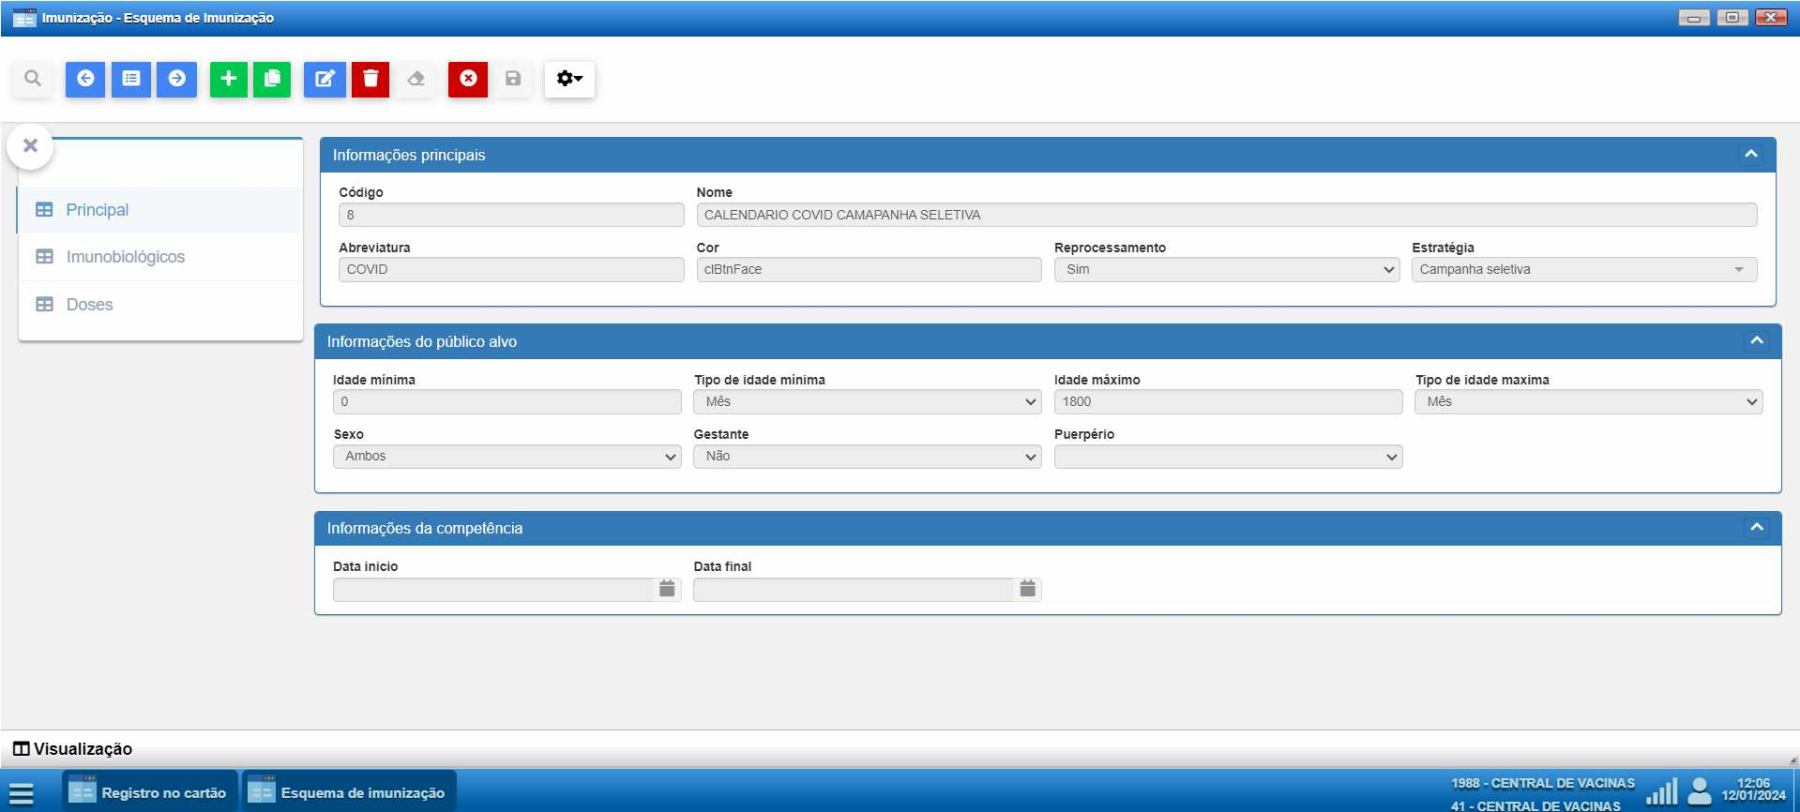 Imunização - Esquema de Imunização
Informações principais
Principal
Imunobiológicos
Doses
Código
Nome
8
CALENDARIO COVID CAMAPANHA SELETIVA
Abreviatura
Cor
Reprocessamento
Estratégia
COVID
clBtnFace
Sim
Campanha seletiva
Informações do público alvo
Idade mínima
Tipo de idade mínima
Idade máximo
Tipo de idade maxima
0
Mês
1800
Mês
Sexo
Gestante
Puerpério
Ambos
Não
Informações da competência
Data inicio
Data final
Visualização
Registro no cartão
Esquema de imunização
1988 - CENTRAL DE VACINAS
41 - CENTRAL DE VACINAS
12:06
12/01/2024